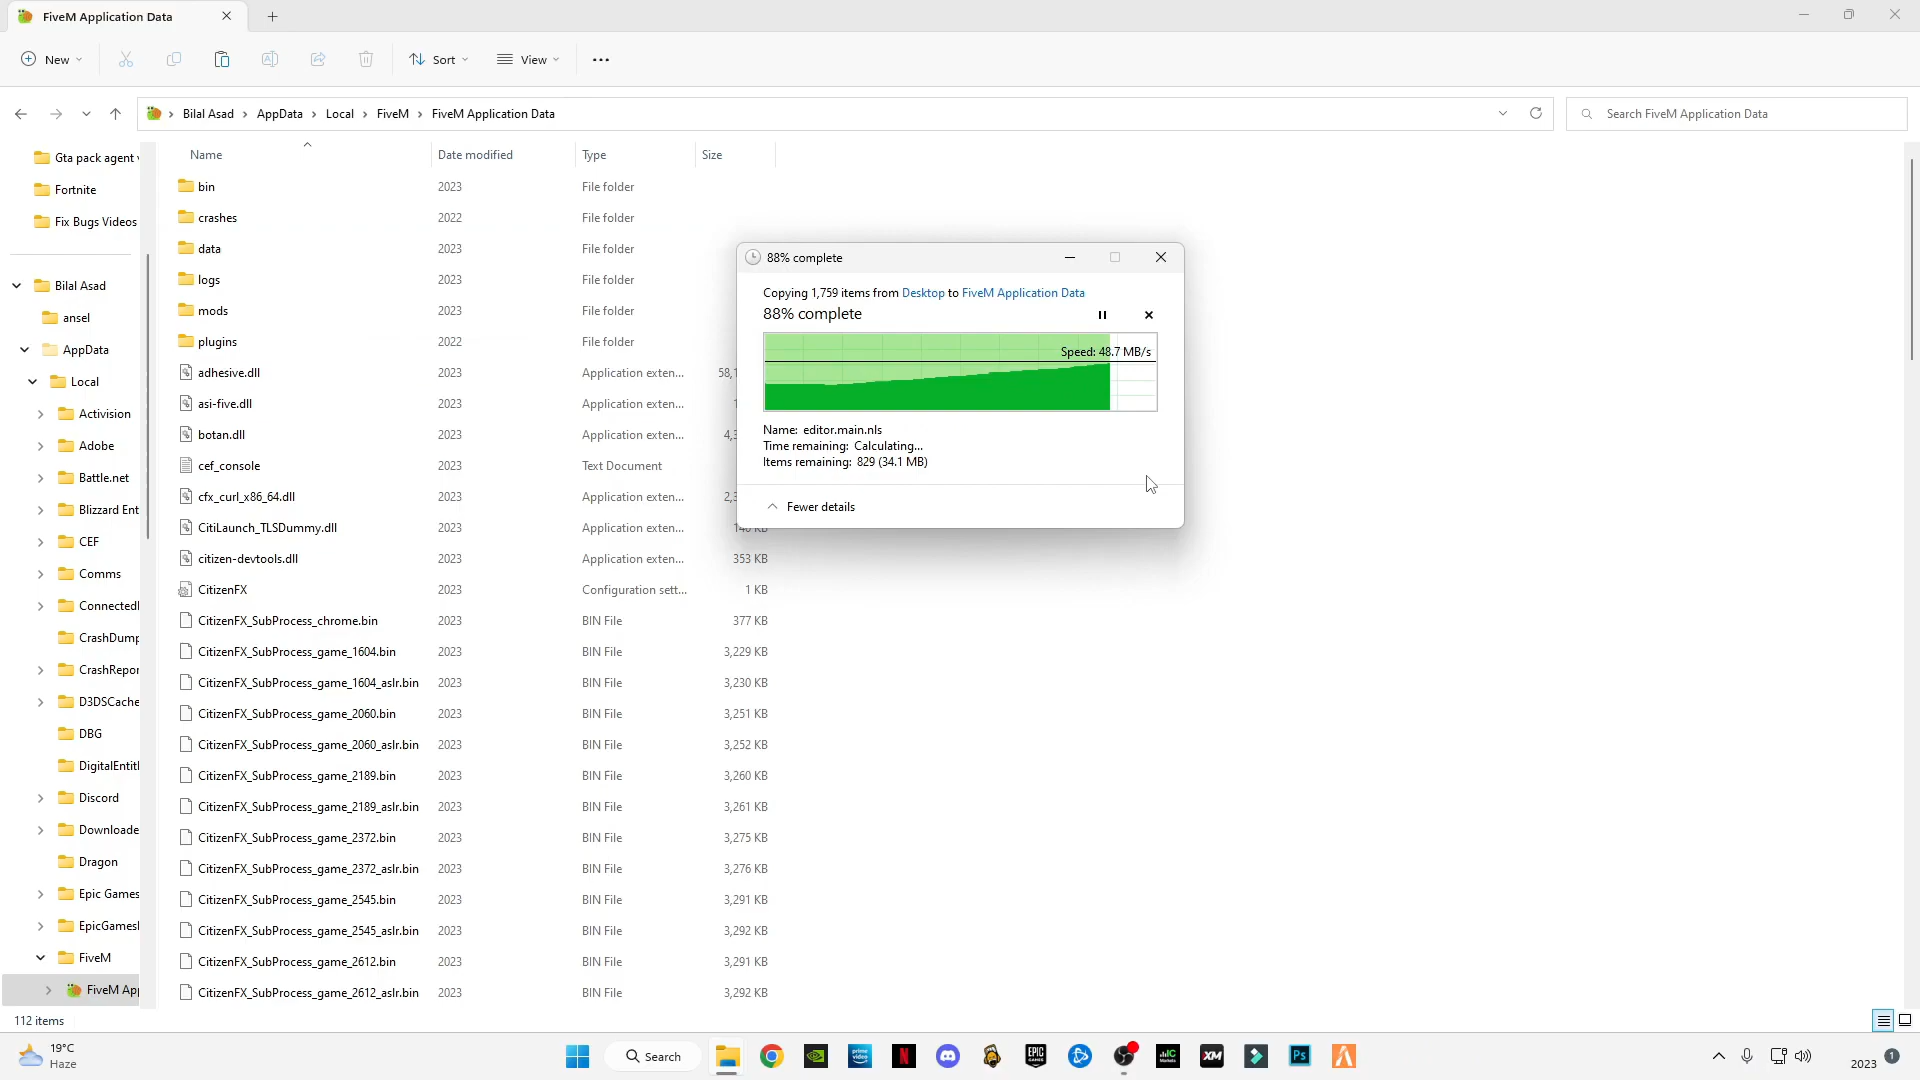 FiveM Application Data
New
Sort
View
Bilal Asad
AppData
Local
FiveM
FiveM Application Data
Search FiveM Application Data
Gta pack agent
Fortnite
Fix Bugs Videos
Bilal Asad
ansel
AppData
Local
Activision
Adobe
Battle.net
Blizzard Ent
CEF
Comms
Connected
CrashDump
CrashRepor
D3DSCache
DBG
DigitalEntitl
Discord
Downloade
Dragon
Epic Games
EpicGames
FiveM
FiveM App
Name Date modified Type Size
bin 2023 File folder
crashes 2022 File folder
data 2023 File folder
logs 2023 File folder
mods 2023 File folder
plugins 2022 File folder
adhesive.dll 2023 Application exten... 58,1
asi-five.dll 2023 Application exten... 1
botan.dll 2023 Application exten... 4,3
cef_console 2023 Text Document
cfx_curl_x86_64.dll 2023 Application exten... 2,3
CitiLaunch_TLSDummy.dll 2023 Application exten... 140 KB
citizen-devtools.dll 2023 Application exten... 353 KB
CitizenFX 2023 Configuration sett... 1 KB
CitizenFX_SubProcess_chrome.bin 2023 BIN File 377 KB
CitizenFX_SubProcess_game_1604.bin 2023 BIN File 3,229 KB
CitizenFX_SubProcess_game_1604_aslr.bin 2023 BIN File 3,230 KB
CitizenFX_SubProcess_game_2060.bin 2023 BIN File 3,251 KB
CitizenFX_SubProcess_game_2060_aslr.bin 2023 BIN File 3,252 KB
CitizenFX_SubProcess_game_2189.bin 2023 BIN File 3,260 KB
CitizenFX_SubProcess_game_2189_aslr.bin 2023 BIN File 3,261 KB
CitizenFX_SubProcess_game_2372.bin 2023 BIN File 3,275 KB
CitizenFX_SubProcess_game_2372_aslr.bin 2023 BIN File 3,276 KB
CitizenFX_SubProcess_game_2545.bin 2023 BIN File 3,291 KB
CitizenFX_SubProcess_game_2545_aslr.bin 2023 BIN File 3,292 KB
CitizenFX_SubProcess_game_2612.bin 2023 BIN File 3,291 KB
CitizenFX_SubProcess_game_2612_aslr.bin 2023 BIN File 3,292 KB
88% complete
Copying 1,759 items from Desktop to FiveM Application Data
88% complete
Speed: 48.7 MB/s
Name: editor.main.nls
Time remaining: Calculating...
Items remaining: 829 (34.1 MB)
Fewer details
112 items
19°C
Haze
Search
prime video
N
EPIC GAMES
IC Markets
XM
Ps
2023
1